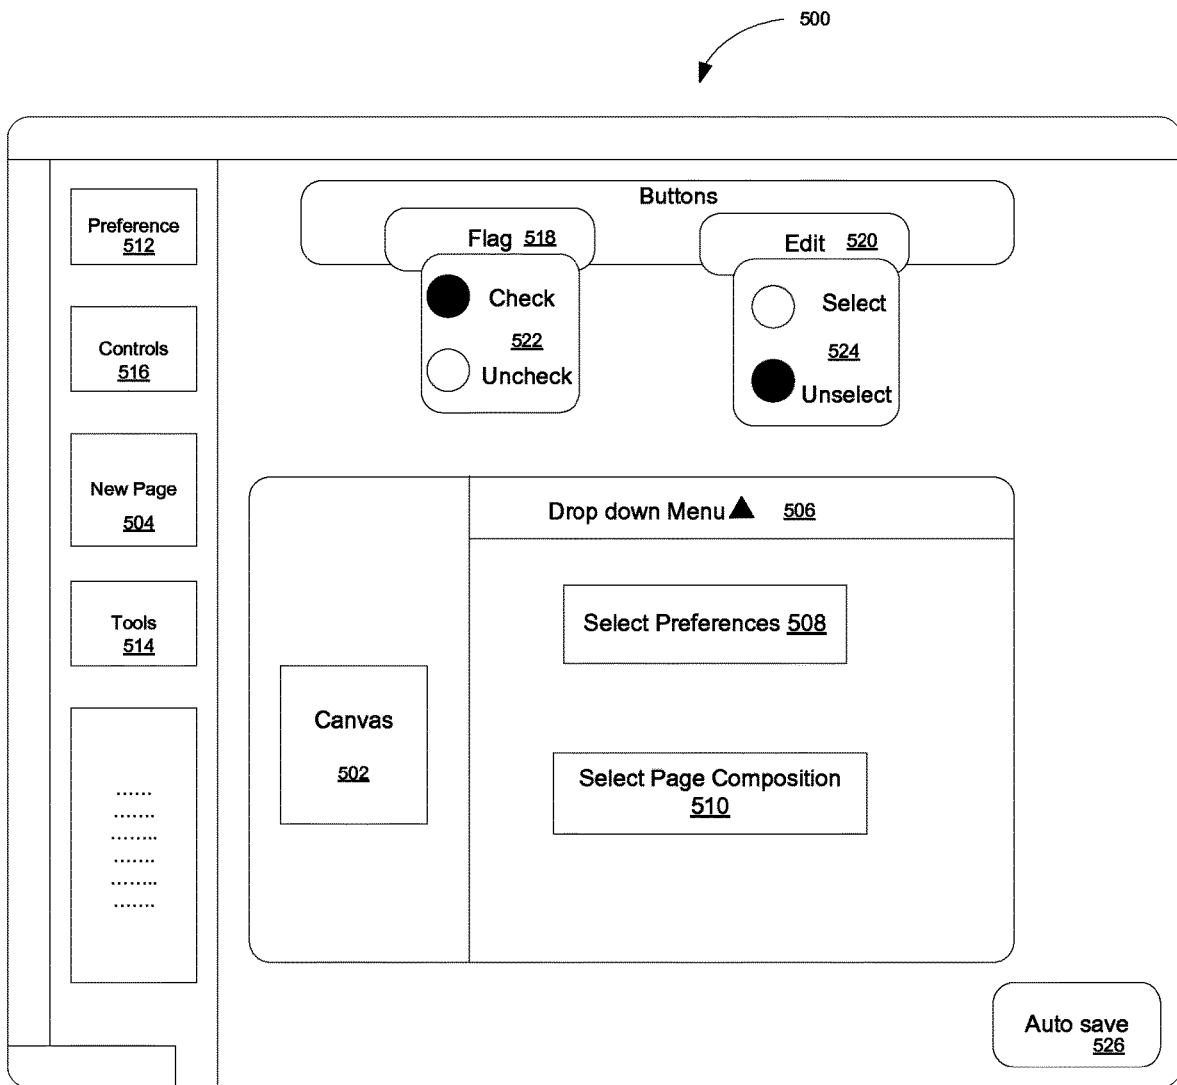 500
Preference
512
Controls
516
New Page
504
Tools
514
......
.......
........
.......
........
.......
Buttons
Flag 518
Check
522
Uncheck
Edit 520
Select
524
Unselect
Drop down Menu 506
Select Preferences 508
Canvas
502
Select Page Composition
510
Auto save
526